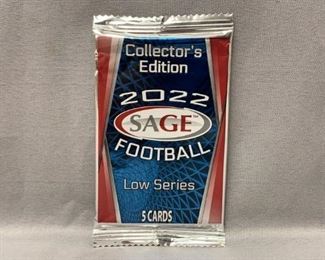 Collector's
Edition
2022
SAGE
FOOTBALL
Low Series
5 CARDS